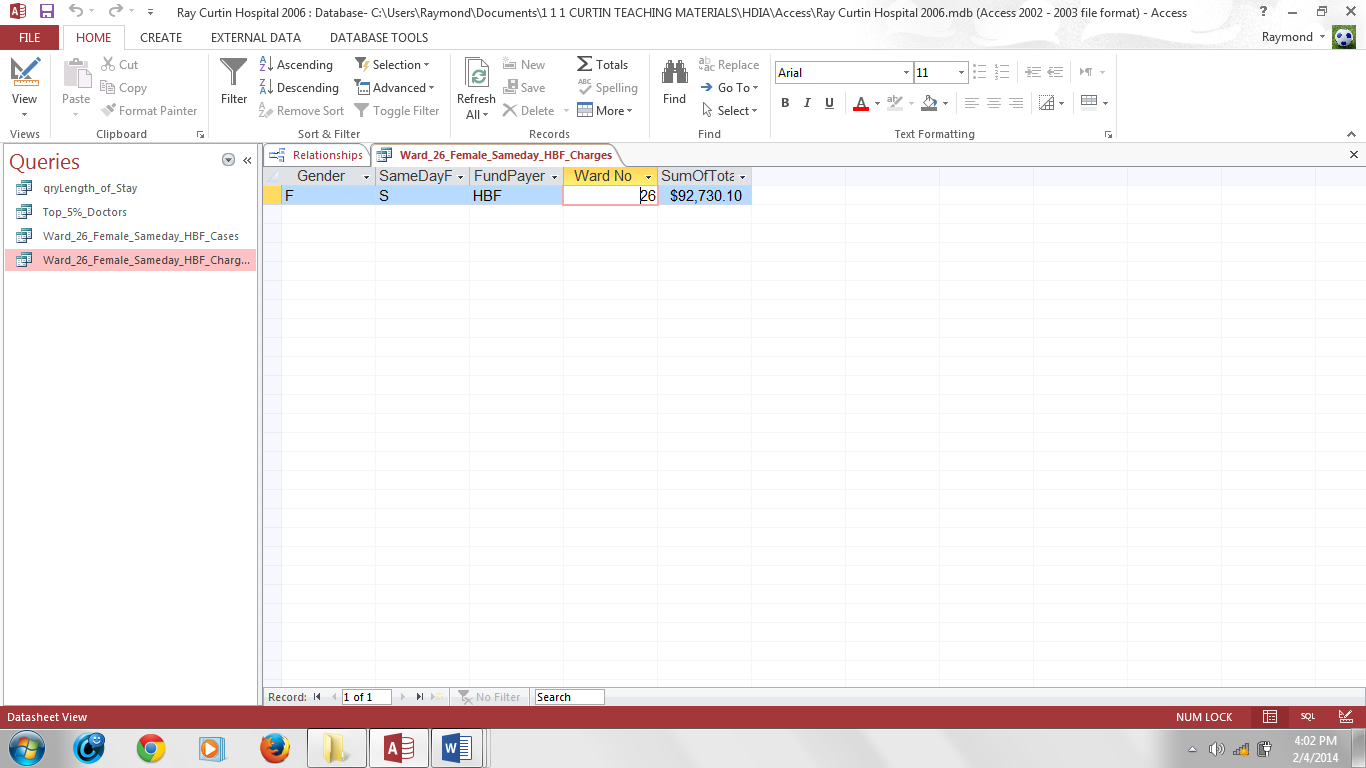 Ray Curtin Hospital 2006 : Database- C:\Users\Raymond\Documents\1 1 1 CURTIN TEACHING MATERIALS\HDIA\Access\Ray Curtin Hospital 2006.mdb (Access 2002 - 2003 file format) - Access
FILE HOME CREATE EXTERNAL DATA DATABASE TOOLS Raymond
View
Views
Paste
Cut
Copy
Format Painter
Clipboard
Filter
Ascending
Descending
Remove Sort
Selection
Advanced
Toggle Filter
Sort & Filter
Refresh
All
New
Save
Delete
Totals
Spelling
More
Records
Find
Replace
Go To
Select
Find
Arial 11
B I U A
Text Formatting
Queries
qryLength_of_Stay
Top_5%_Doctors
Ward_26_Female_Sameday_HBF_Cases
Ward_26_Female_Sameday_HBF_Charg...
Relationships Ward_26_Female_Sameday_HBF_Charges
Gender SameDayF FundPayer Ward No SumOfTota
F S HBF 26 $92,730.10
Record: 1 of 1 No Filter Search
Datasheet View NUM LOCK SQL
4:02 PM
2/4/2014